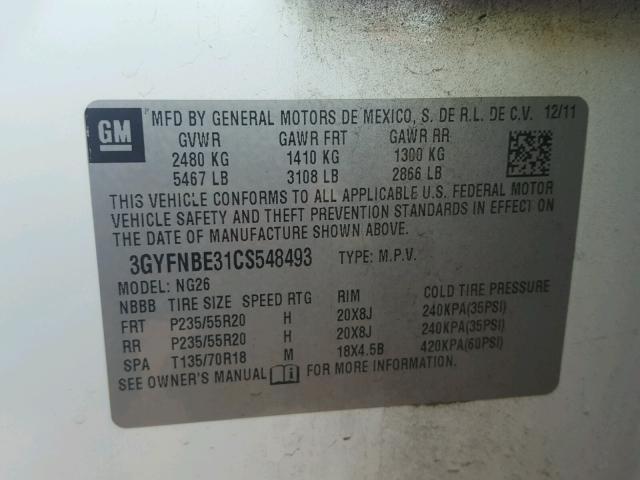 GM
MFD BY GENERAL MOTORS DE MEXICO, S. DE R.L. DE C.V. 12/11
GVWR GAWR FRT GAWR RR
2480 KG 1410 KG 1300 KG
5467 LB 3108 LB 2866 LB
THIS VEHICLE CONFORMS TO ALL APPLICABLE U.S. FEDERAL MOTOR
VEHICLE SAFETY AND THEFT PREVENTION STANDARDS IN EFFECT ON
THE DATE OF MANUFACTURE SHOWN ABOVE.
3GYFNBE31CS548493 TYPE: M.P.V.
MODEL: NG26
NBBB TIRE SIZE SPEED RTG RIM COLD TIRE PRESSURE
FRT P235/55R20 H 20X8J 240KPA(35PSI)
RR P235/55R20 H 20X8J 240KPA(35PSI)
SPA T135/70R18 M 18X4.5B 420KPA(60PSI)
SEE OWNER'S MANUAL FOR MORE INFORMATION.